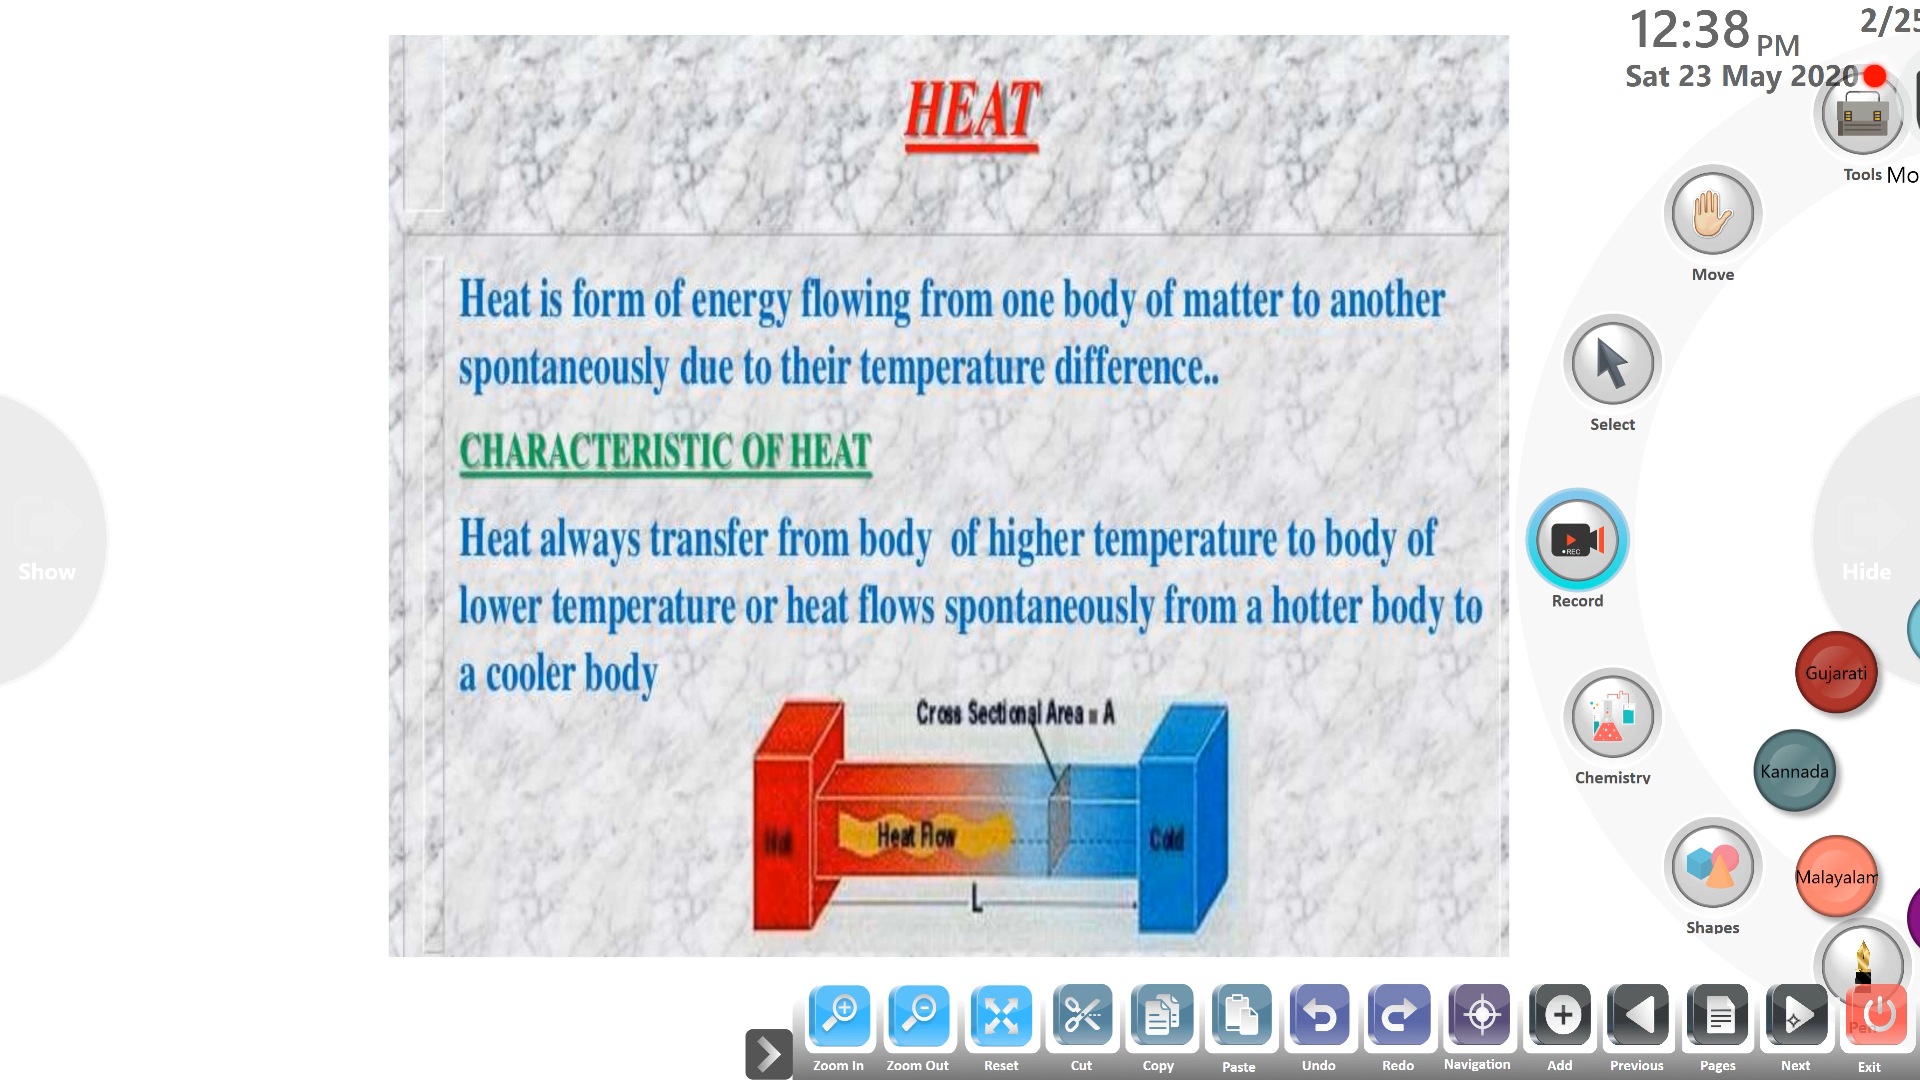 12:38 PM
2/25
Sat 23 May 2020
HEAT
Tools
Mo
Move
Heat is form of energy flowing from one body of matter to another
spontaneously due to their temperature difference..
Select
CHARACTERISTIC OF HEAT
Heat always transfer from body of higher temperature to body of
lower temperature or heat flows spontaneously from a hotter body to
a cooler body
Show
Hide
REC
Record
Gujarati
Cross Sectional Area = A
Kannada
Chemistry
Hot
Heat Flow
Cold
Malayalam
L
Shapes
Pen
Zoom In
Zoom Out
Reset
Cut
Copy
Paste
Undo
Redo
Navigation
Add
Previous
Pages
Next
Exit